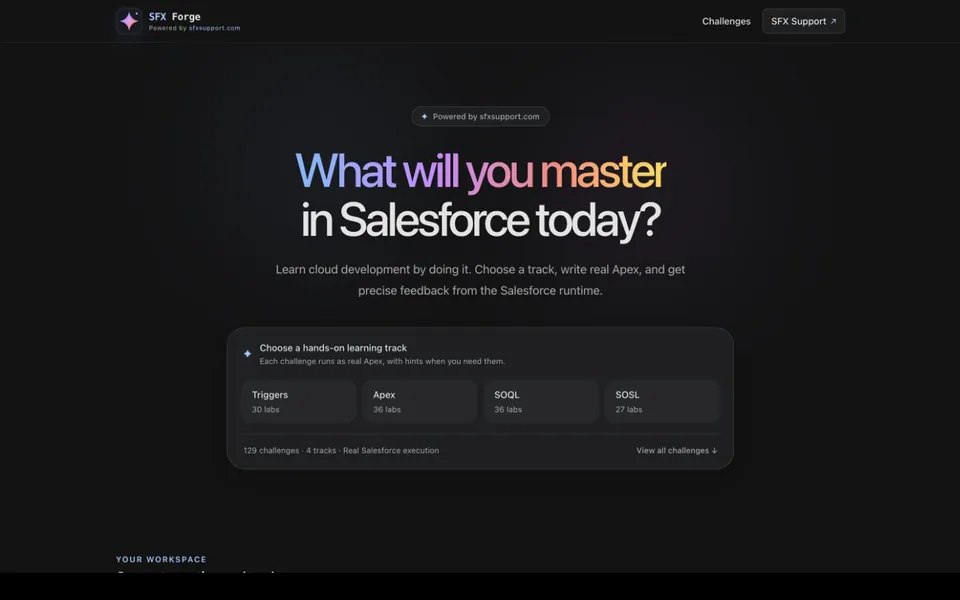 SFX Forge
Powered by sfxsupport.com
Challenges
SFX Support ↗
✦ Powered by sfxsupport.com
What will you master
in Salesforce today?
Learn cloud development by doing it. Choose a track, write real Apex, and get
precise feedback from the Salesforce runtime.
Choose a hands-on learning track
Each challenge runs as real Apex, with hints when you need them.
Triggers
30 labs
Apex
36 labs
SOQL
36 labs
SOSL
27 labs
129 challenges · 4 tracks · Real Salesforce execution
View all challenges ↓
YOUR WORKSPACE